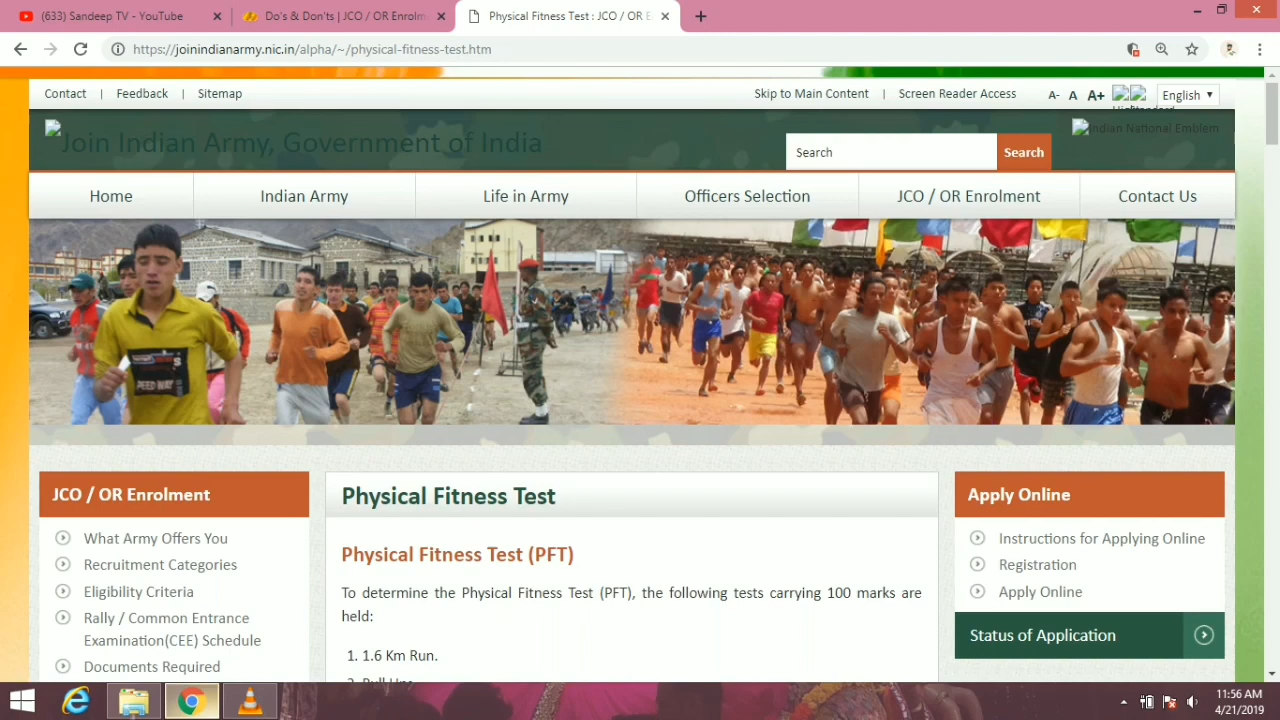 (633) Sandeep TV - YouTube
Do's & Don'ts | JCO / OR Enrolm
Physical Fitness Test : JCO / OR E
https://joinindianarmy.nic.in/alpha/~/physical-fitness-test.htm
Contact | Feedback | Sitemap
Skip to Main Content | Screen Reader Access A- A A+ English
Join Indian Army, Government of India
Search Search
Indian National Emblem
Home Indian Army Life in Army Officers Selection JCO / OR Enrolment Contact Us
JCO / OR Enrolment
What Army Offers You
Recruitment Categories
Eligibility Criteria
Rally / Common Entrance
Examination(CEE) Schedule
Documents Required
Physical Fitness Test
Physical Fitness Test (PFT)
To determine the Physical Fitness Test (PFT), the following tests carrying 100 marks are
held:
1. 1.6 Km Run.
Apply Online
Instructions for Applying Online
Registration
Apply Online
Status of Application
11:56 AM
4/21/2019